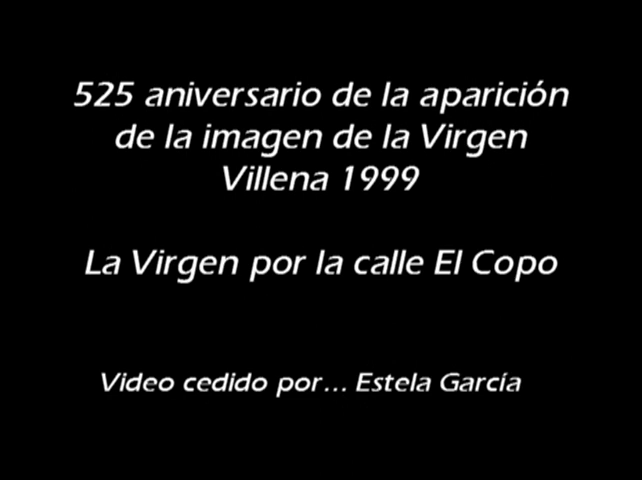 525 aniversario de la aparición
de la imagen de la Virgen
Villena 1999
La Virgen por la calle El Copo
Video cedido por... Estela García